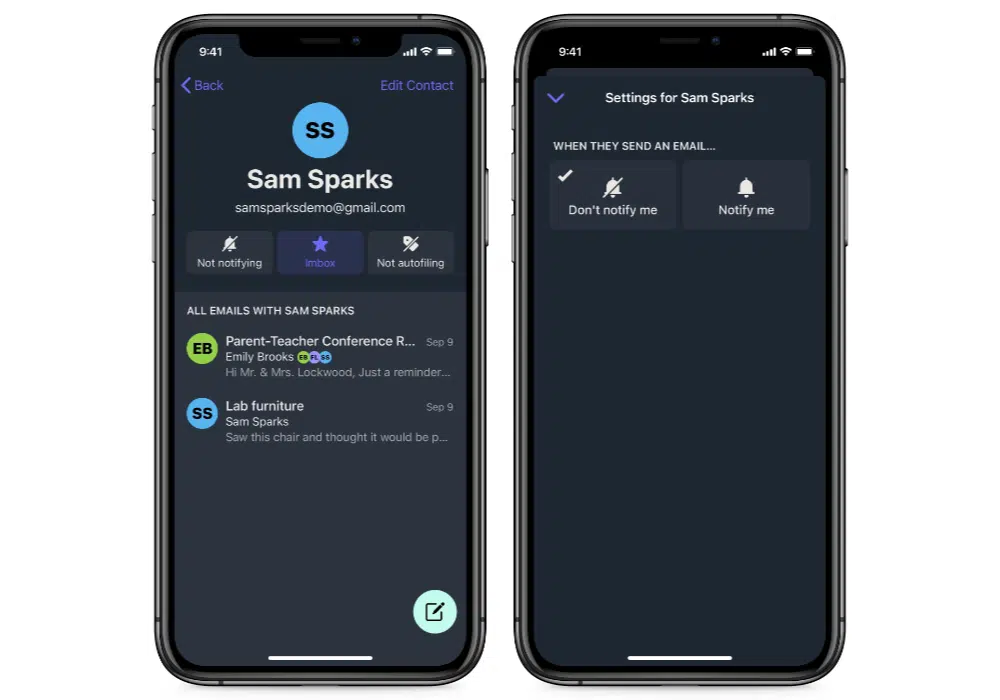 9:41
Back
Edit Contact
SS
Sam Sparks
samsparksdemo@gmail.com
Not notifying
Imbox
Not autofiling
ALL EMAILS WITH SAM SPARKS
EB
Parent-Teacher Conference R...
Sep 9
Emily Brooks EB FL SS
Hi Mr. & Mrs. Lockwood, Just a reminder...
SS
Lab furniture
Sep 9
Sam Sparks
Saw this chair and thought it would be p...
9:41
Settings for Sam Sparks
WHEN THEY SEND AN EMAIL...
Don't notify me
Notify me